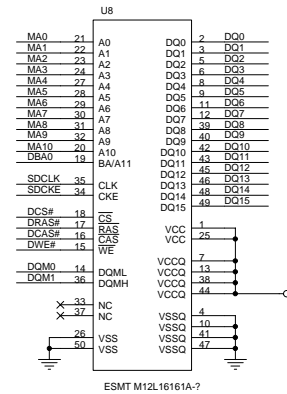 U8
MA0 21 A0 DQ0 2 DQ0
MA1 22 A1 DQ1 3 DQ1
MA2 23 A2 DQ2 5 DQ2
MA3 24 A3 DQ3 6 DQ3
MA4 27 A4 DQ4 8 DQ4
MA5 28 A5 DQ5 9 DQ5
MA6 29 A6 DQ6 11 DQ6
MA7 30 A7 DQ7 12 DQ7
MA8 31 A8 DQ8 39 DQ8
MA9 32 A9 DQ9 40 DQ9
MA10 20 A10 DQ10 42 DQ10
DBA0 19 BA/A11 DQ11 43 DQ11
DQ12 45 DQ12
SDCLK 35 CLK DQ13 46 DQ13
SDCKE 34 CKE DQ14 48 DQ14
DQ15 49 DQ15
DCS# 18 CS
DRAS# 17 RAS VCC 1
DCAS# 16 CAS VCC 25
DWE# 15 WE
VCCQ 7
DQM0 14 DQML VCCQ 13
DQM1 36 DQMH VCCQ 38
VCCQ 44
33 NC
37 NC VSSQ 4
VSSQ 10
26 VSS VSSQ 41
50 VSS VSSQ 47
ESMT M12L16161A-?